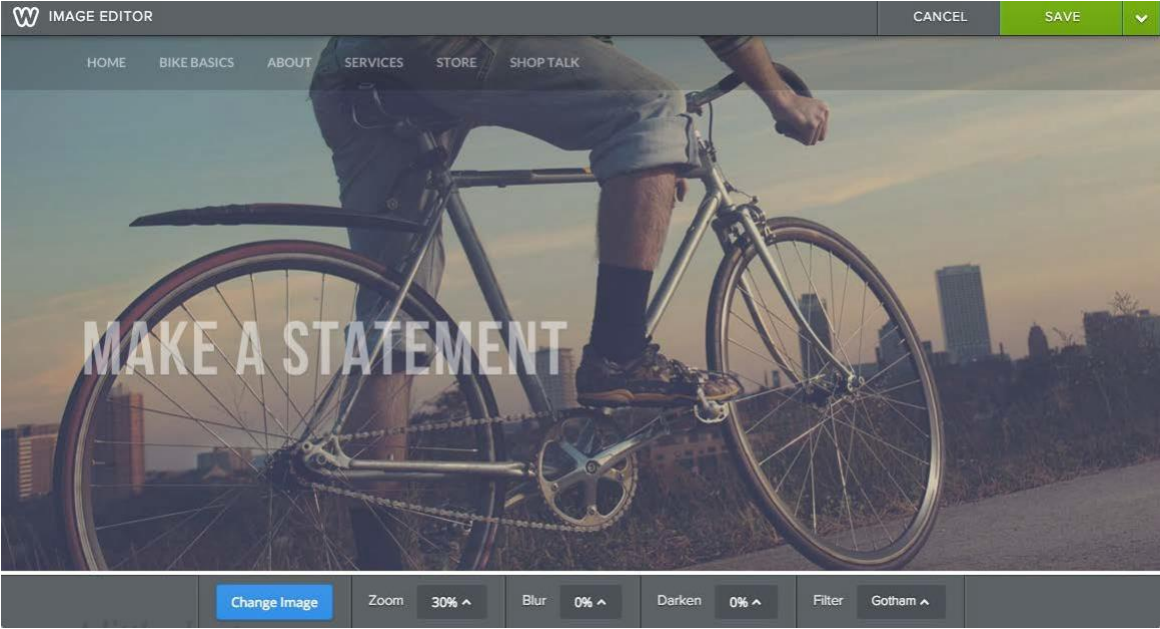 IMAGE EDITOR CANCEL SAVE
HOME BIKE BASICS ABOUT SERVICES STORE SHOP TALK
MAKE A STATEMENT
Change Image Zoom 30% Blur 0% Darken 0% Filter Gotham